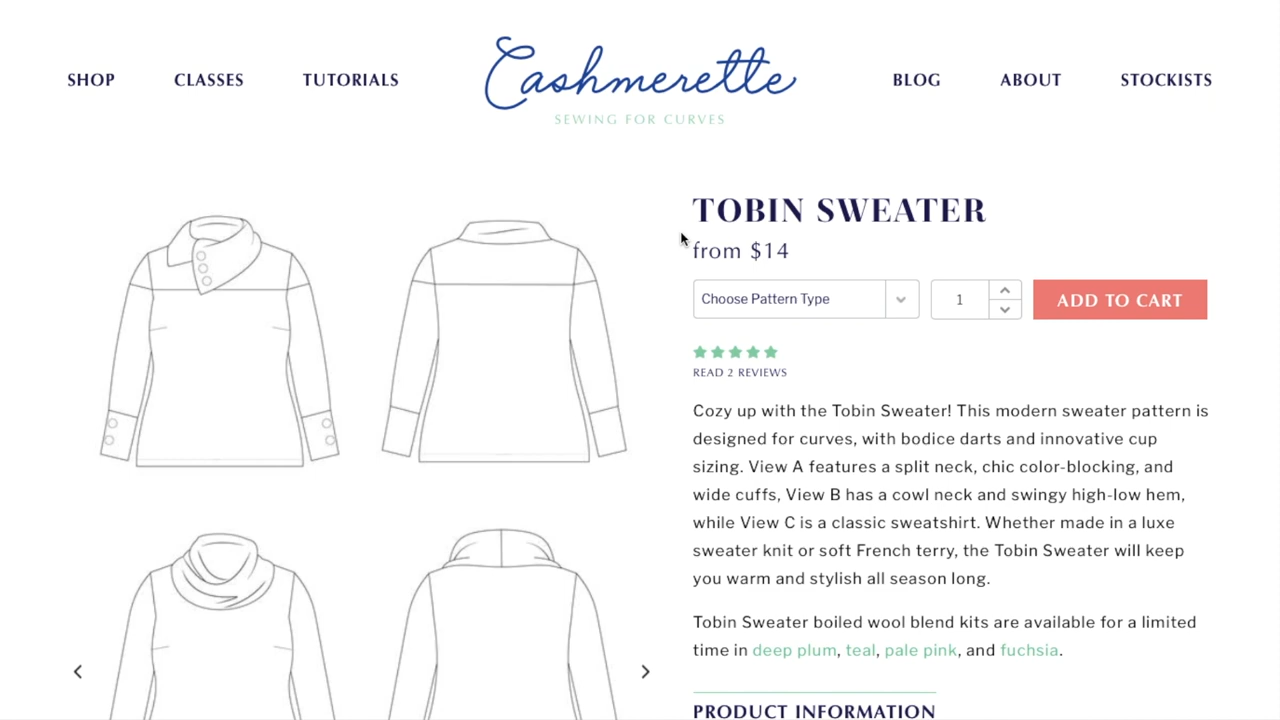 SHOP CLASSES TUTORIALS Cashmerette BLOG ABOUT STOCKISTS
SEWING FOR CURVES
TOBIN SWEATER
from $14
Choose Pattern Type 1 ADD TO CART
READ 2 REVIEWS
Cozy up with the Tobin Sweater! This modern sweater pattern is
designed for curves, with bodice darts and innovative cup
sizing. View A features a split neck, chic color-blocking, and
wide cuffs, View B has a cowl neck and swingy high-low hem,
while View C is a classic sweatshirt. Whether made in a luxe
sweater knit or soft French terry, the Tobin Sweater will keep
you warm and stylish all season long.
Tobin Sweater boiled wool blend kits are available for a limited
time in deep plum, teal, pale pink, and fuchsia.
PRODUCT INFORMATION